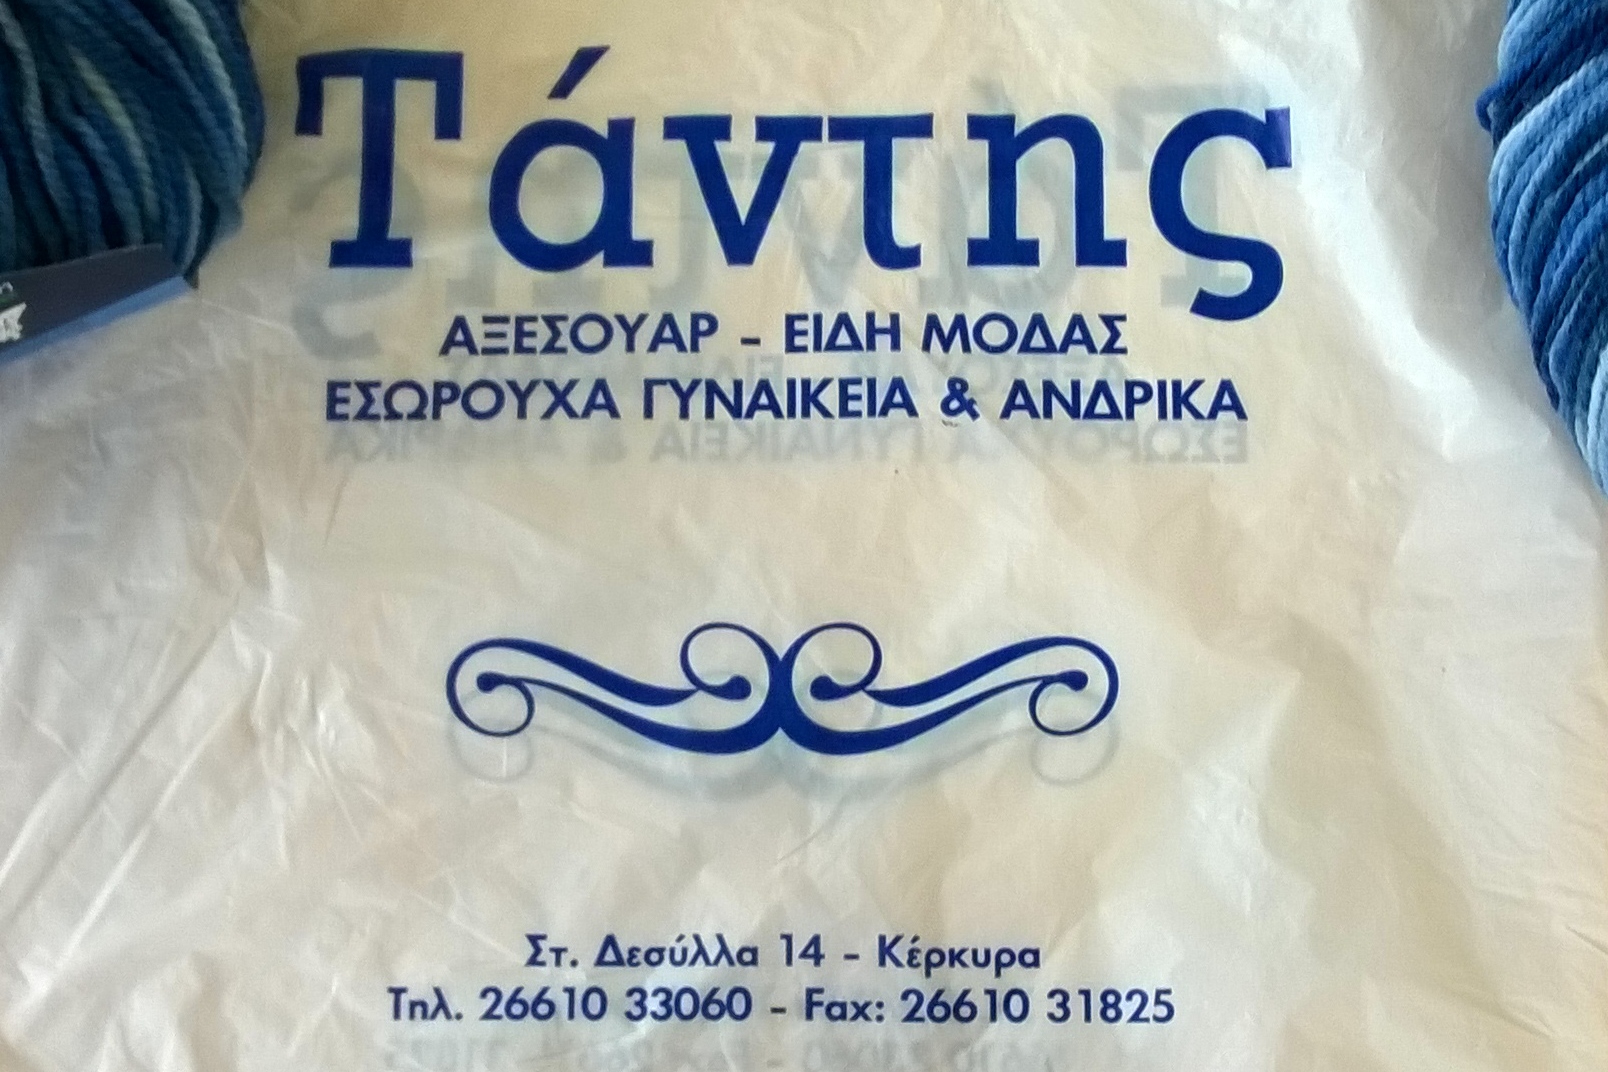 Τάντης
ΑΞΕΣΟΥΑΡ - ΕΙΔΗ ΜΟΔΑΣ
ΕΣΩΡΟΥΧΑ ΓΥΝΑΙΚΕΙΑ & ΑΝΔΡΙΚΑ
Στ. Δεσύλλα 14 - Κέρκυρα
Τηλ. 26610 33060 - Fax: 26610 31825